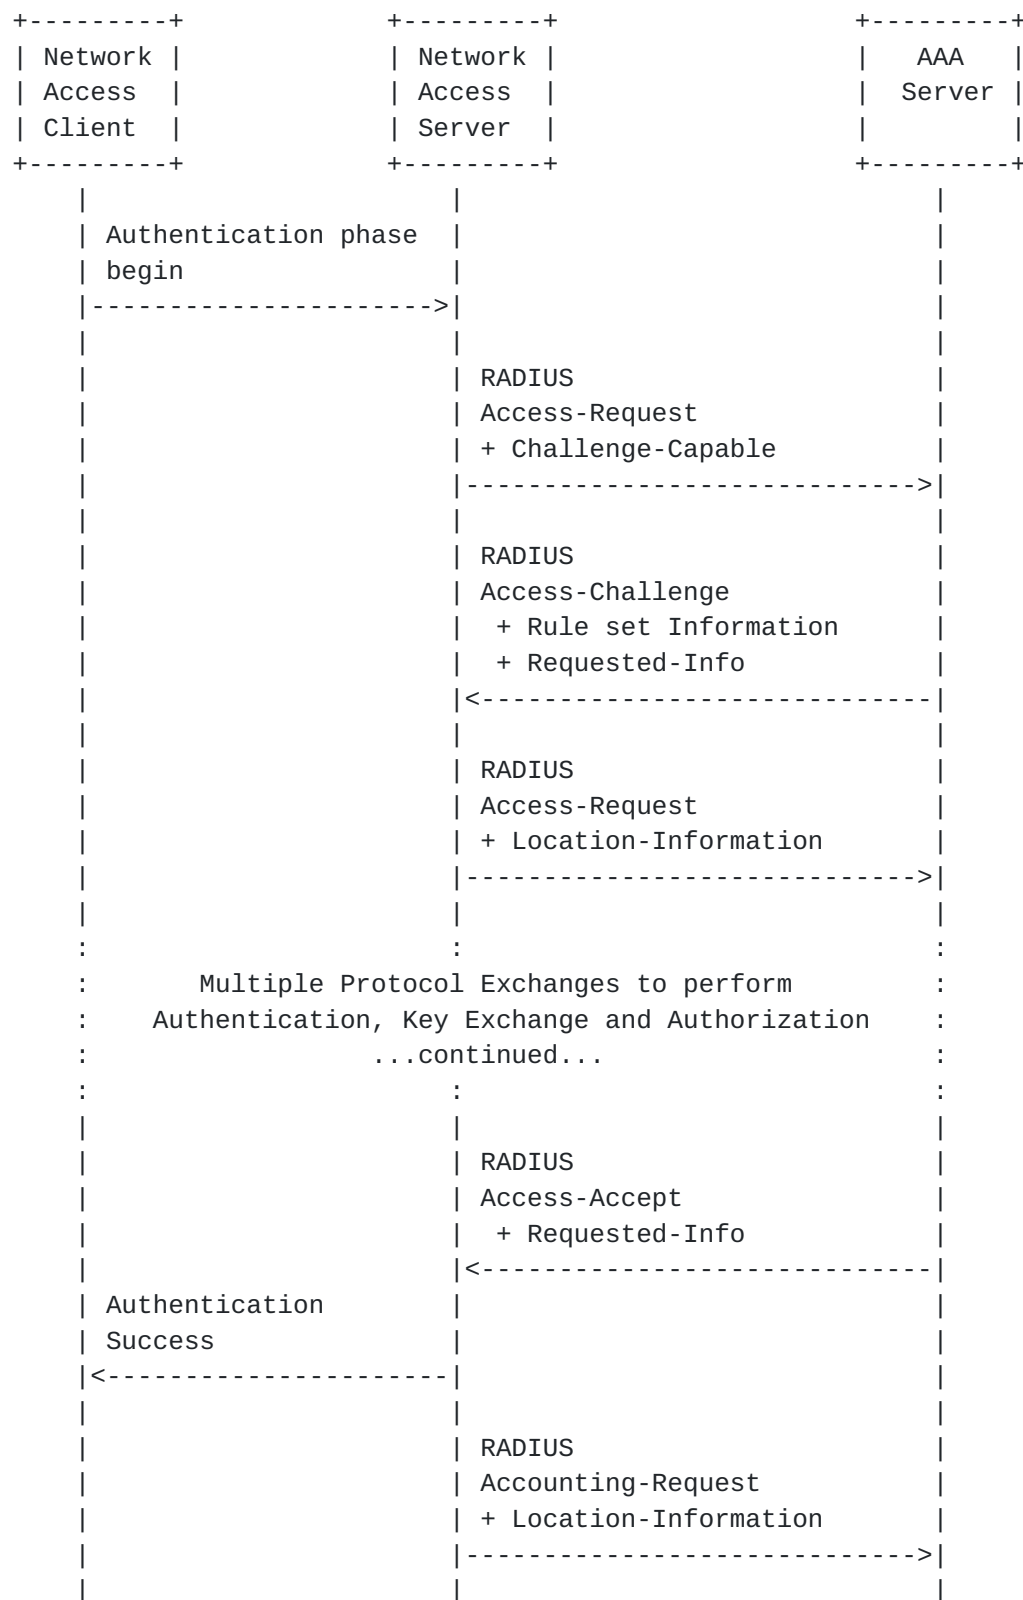 +---------+             +---------+                   +---------+
| Network |             | Network |                   |   AAA   |
| Access  |             | Access  |                   |  Server |
| Client  |             | Server  |                   |         |
+---------+             +---------+                   +---------+
    |                       |                              |
    | Authentication phase  |                              |
    | begin                 |                              |
    |---------------------->|                              |
    |                       |                              |
    |                       | RADIUS                       |
    |                       | Access-Request               |
    |                       | + Challenge-Capable          |
    |                       |----------------------------->|
    |                       |                              |
    |                       | RADIUS                       |
    |                       | Access-Challenge             |
    |                       |  + Rule set Information      |
    |                       |  + Requested-Info            |
    |                       |<-----------------------------|
    |                       |                              |
    |                       | RADIUS                       |
    |                       | Access-Request               |
    |                       | + Location-Information       |
    |                       |----------------------------->|
    |                       |                              |
    :                       :                              :
    :       Multiple Protocol Exchanges to perform         :
    :    Authentication, Key Exchange and Authorization    :
    :                  ...continued...                     :
    :                       :                              :
    |                       |                              |
    |                       | RADIUS                       |
    |                       | Access-Accept                |
    |                       |  + Requested-Info            |
    |                       |<-----------------------------|
    | Authentication        |                              |
    | Success               |                              |
    |<----------------------|                              |
    |                       |                              |
    |                       | RADIUS                       |
    |                       | Accounting-Request           |
    |                       | + Location-Information       |
    |                       |----------------------------->|
    |                       |                              |